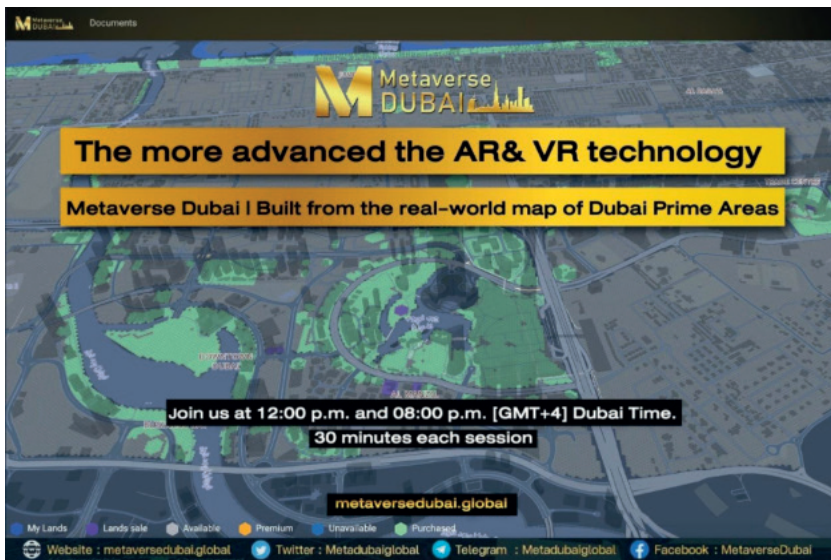 Metaverse
DUBAI
Documents
Metaverse
DUBAI
The more advanced the AR& VR technology
Metaverse Dubai | Built from the real-world map of Dubai Prime Areas
Join us at 12:00 p.m. and 08:00 p.m. [GMT+4] Dubai Time.
30 minutes each session
metaversedubai.global
My Lands
Lands sale
Available
Premium
Unavailable
Purchased
Website : metaversedubai.global
Twitter : Metadubaiglobal
Telegram : Metadubaiglobal
Facebook : MetaverseDubai